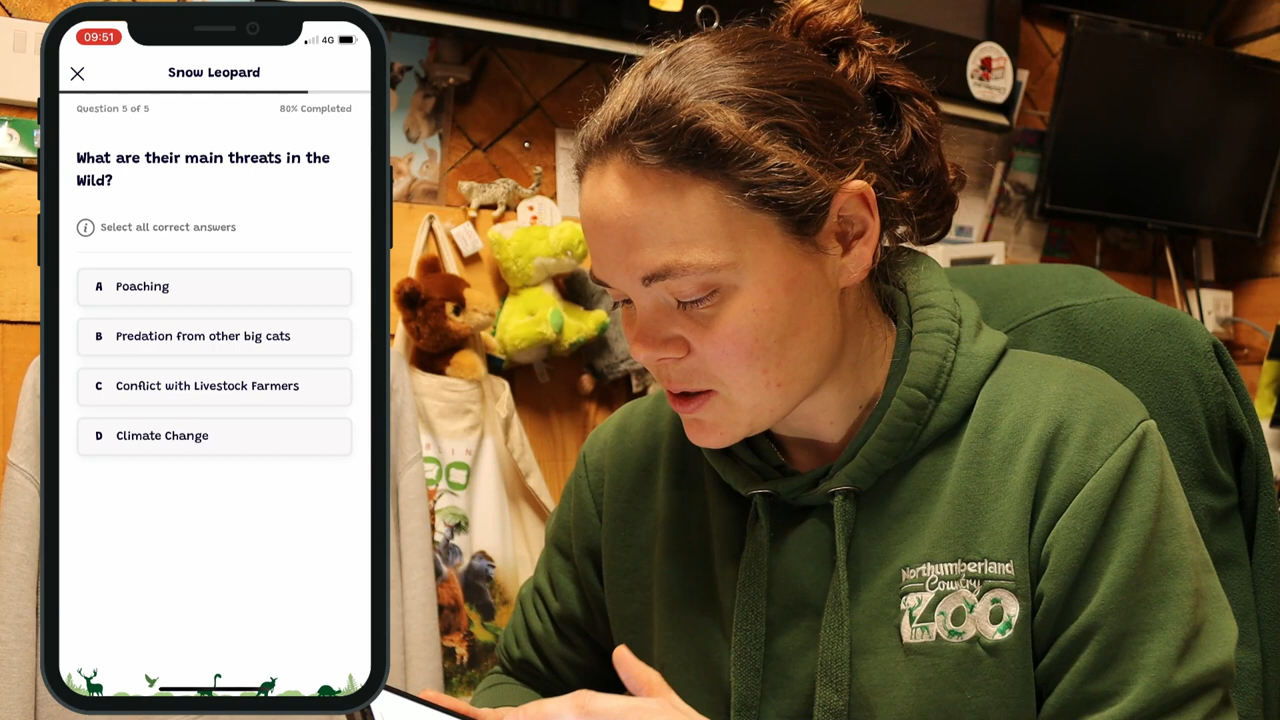 09:51
4G
Snow Leopard
Question 5 of 5
80% Completed
What are their main threats in the
Wild?
i
Select all correct answers
A Poaching
B Predation from other big cats
C Conflict with Livestock Farmers
D Climate Change
Northumberland
Country
ZOO